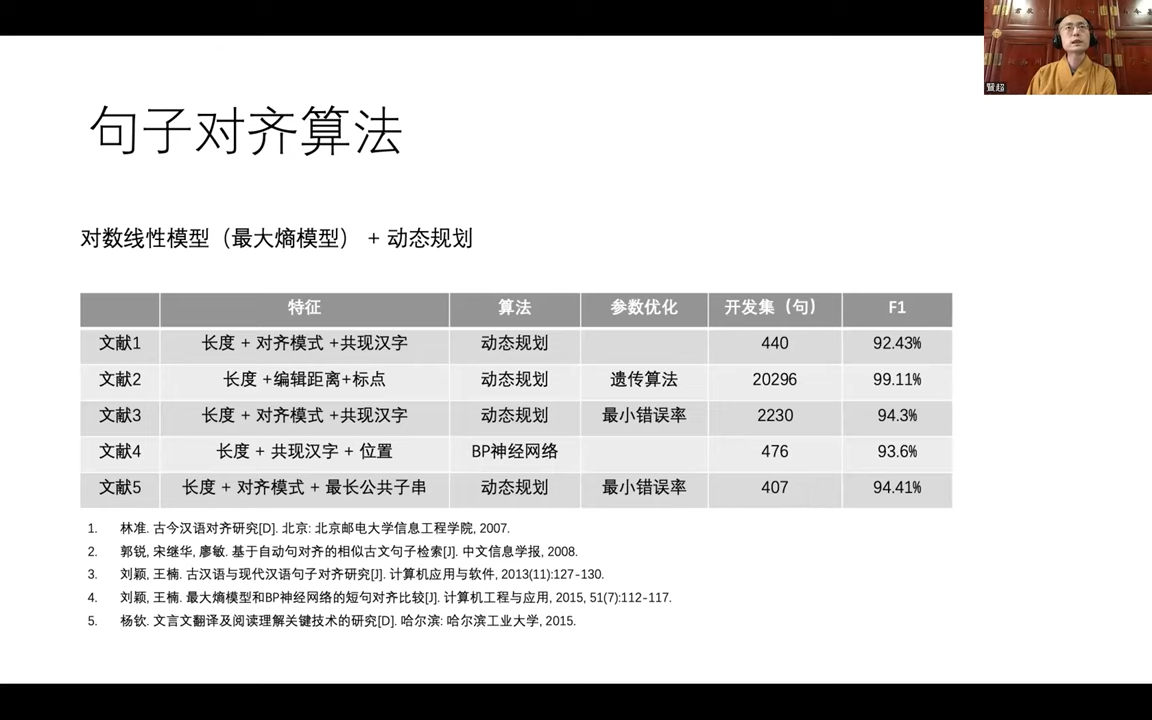 句子对齐算法
贤超
对数线性模型（最大熵模型） + 动态规划
特征 算法 参数优化 开发集（句) F1
文献1 长度 + 对齐模式 +共现汉字 动态规划 440 92.43%
文献2 长度 +编辑距离+标点 动态规划 遗传算法 20296 99.11%
文献3 长度 + 对齐模式 +共现汉字 动态规划 最小错误率 2230 94.3%
文献4 长度 + 共现汉字 + 位置 BP神经网络 476 93.6%
文献5 长度 + 对齐模式 + 最长公共子串 动态规划 最小错误率 407 94.41%
1. 林准. 古今汉语对齐研究[D]. 北京: 北京邮电大学信息工程学院, 2007.
2. 郭锐, 宋继华, 廖敏. 基于自动句对齐的相似古文句子检索[J]. 中文信息学报, 2008.
3. 刘颖, 王楠. 古汉语与现代汉语句子对齐研究[J]. 计算机应用与软件, 2013(11):127-130.
4. 刘颖, 王楠. 最大熵模型和BP神经网络的短句对齐比较[J]. 计算机工程与应用, 2015, 51(7):112-117.
5. 杨钦. 文言文翻译及阅读理解关键技术的研究[D]. 哈尔滨: 哈尔滨工业大学, 2015.